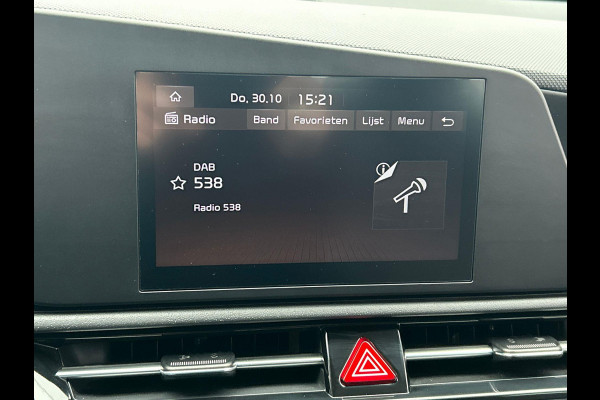 Do. 30.10 15:21
Radio Band Favorieten Lijst Menu
DAB
538
Radio 538